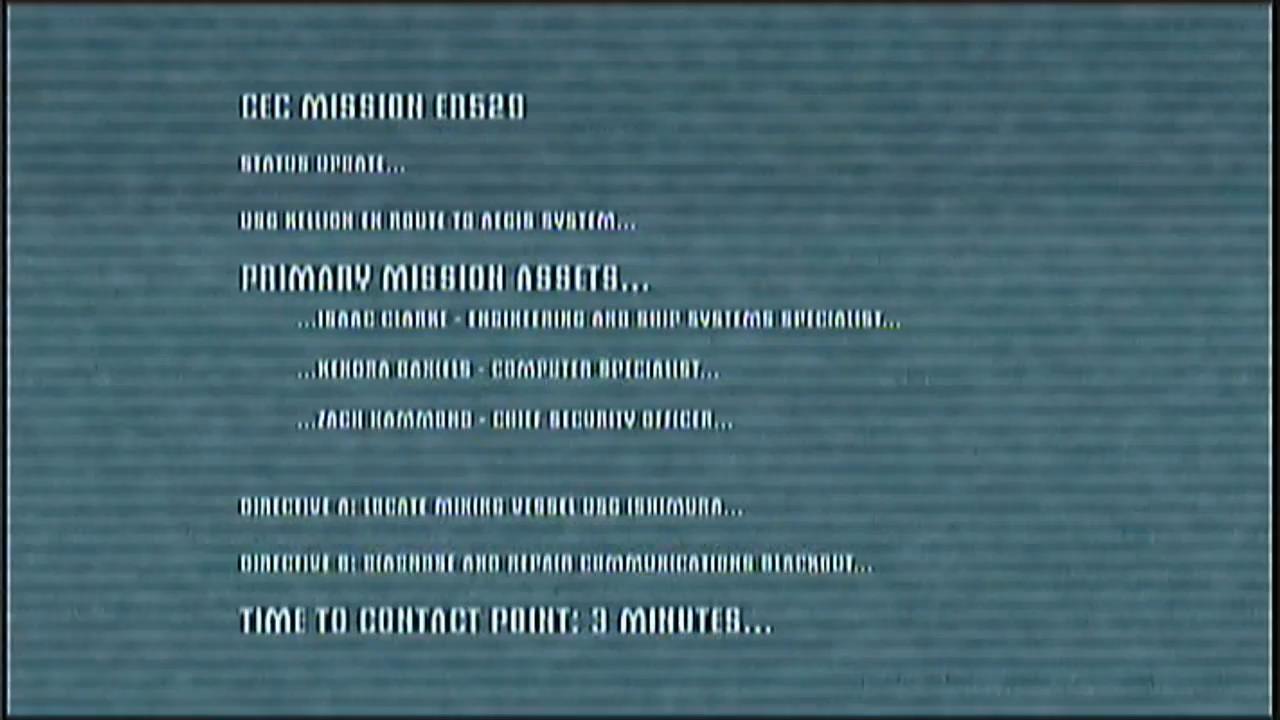 CEC MISSION EN520
STATUS UPDATE...
USG KELLION EN ROUTE TO AEGIS SYSTEM...
PRIMARY MISSION ASSETS...
...ISAAC CLARKE - ENGINEERING AND SHIP SYSTEMS SPECIALIST...
...KENDRA DANIELS - COMPUTER SPECIALIST...
...ZACH HAMMOND - CHIEF SECURITY OFFICER...
DIRECTIVE A: LOCATE MINING VESSEL USG ISHIMURA...
DIRECTIVE B: DIAGNOSE AND REPAIR COMMUNICATIONS BLACKOUT...
TIME TO CONTACT POINT: 3 MINUTES...